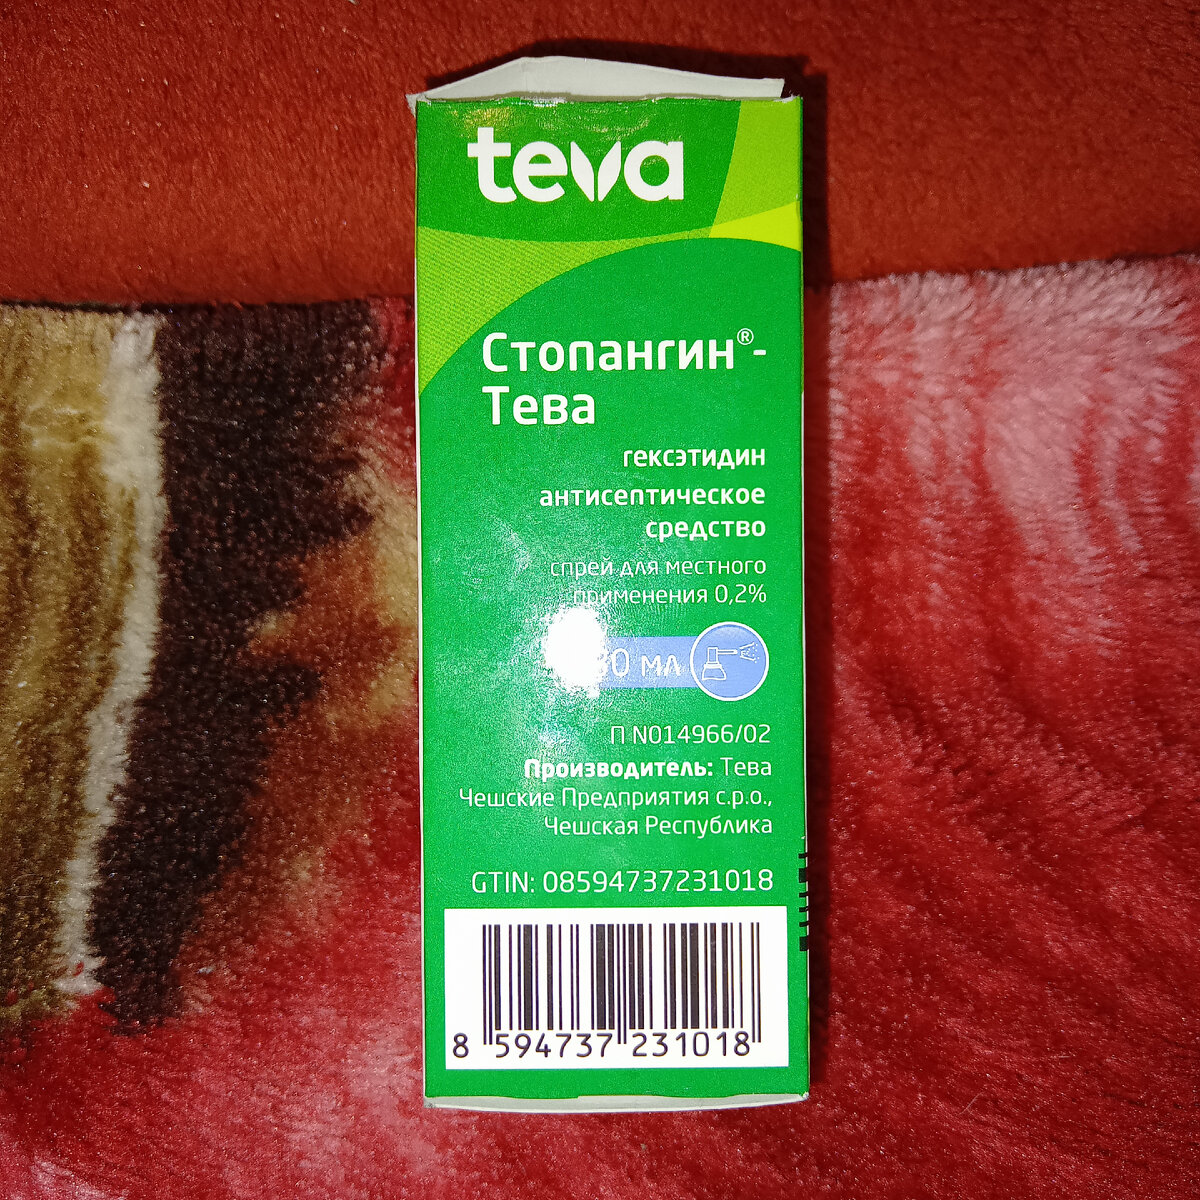 teva
Стопангин®-
Тева
гексэтидин
антисептическое
средство
спрей для местного
применения 0,2%
мл
П N014966/02
Производитель: Тева
Чешские Предприятия с.р.о.,
Чешская Республика
GTIN: 08594737231018
8 594737 231018